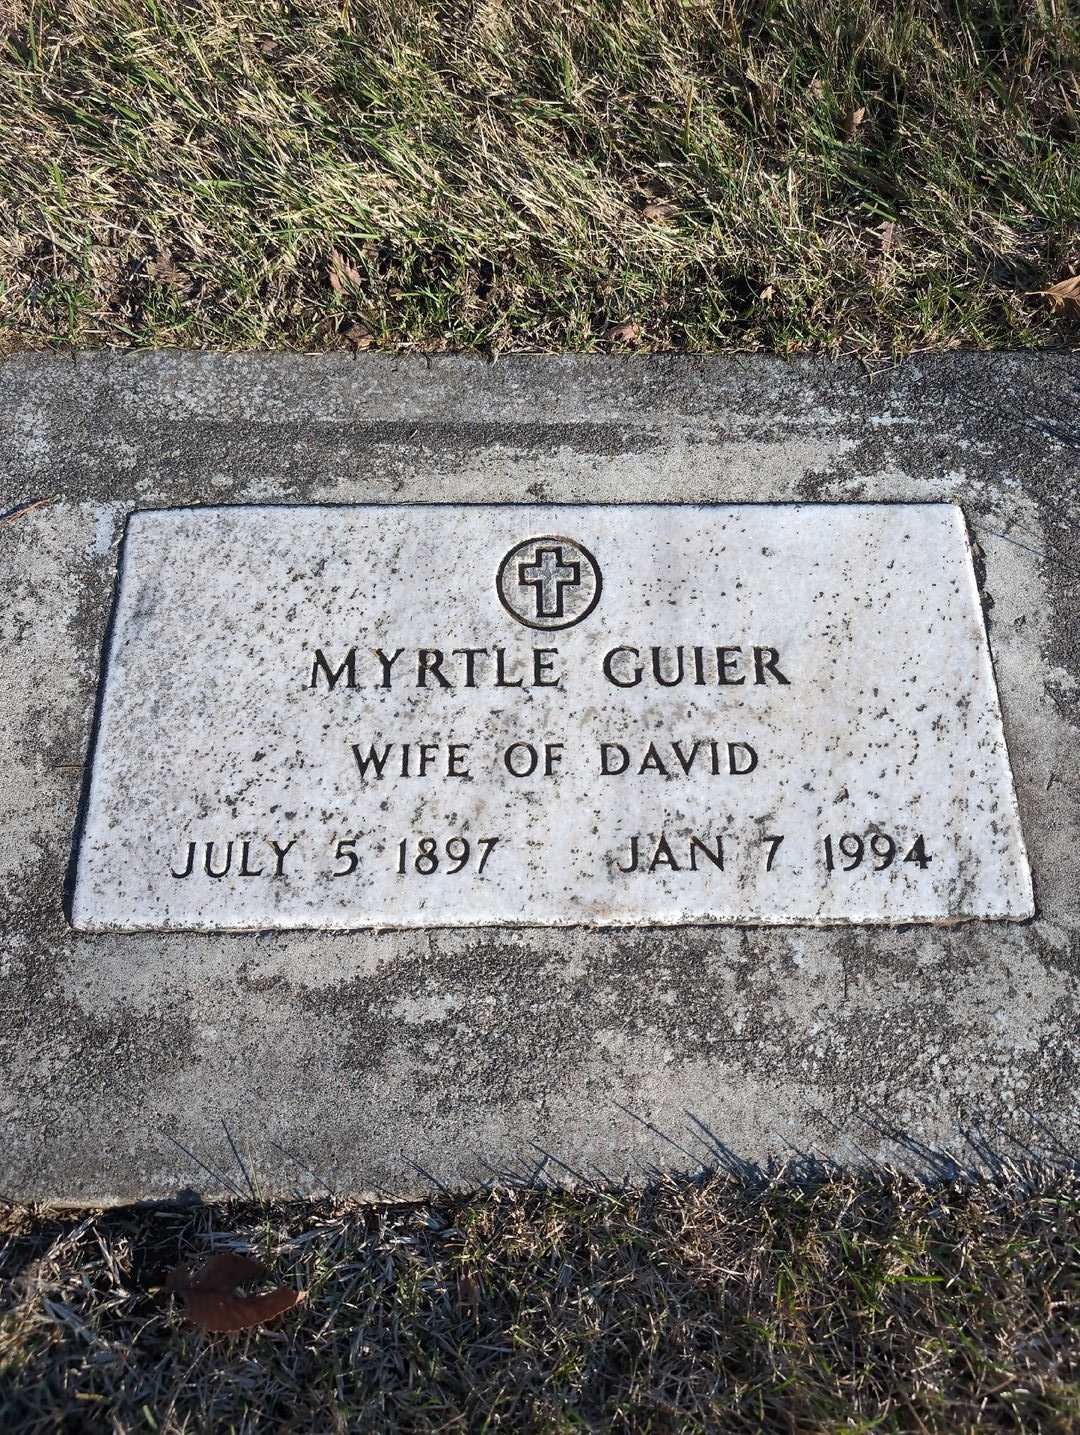 MYRTLE GUIER
WIFE OF DAVID
JULY 5 1897 JAN 7 1994